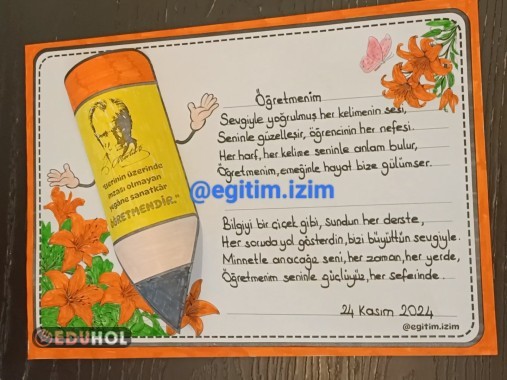 Öğretmenim
Sevgiyle yoğrulmuş her kelimenin sesi,
Seninle güzelleşir, öğrencinin her nefesi.
Her harf, her kelime seninle anlam bulur,
Öğretmenim, emeğinle hayat bize gülümser.
@egitim.izim
Bilgiyi bir çiçek gibi, sundun her derste,
Her soruda yol gösterdin, bizi büyüttün sevgiyle.
Minnetle anacağız seni, her zaman, her yerde,
Öğretmenim seninle güçlüyüz, her seferinde.
24 Kasım 2024
@egitim.izim
"Eserinin üzerinde
imzası olmayan
yegâne sanatkâr
ÖĞRETMENDİR."
EDUHOL